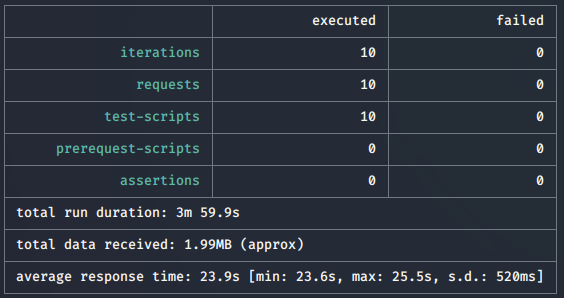 executed failed
iterations 10 0
requests 10 0
test-scripts 10 0
prerequest-scripts 0 0
assertions 0 0
total run duration: 3m 59.9s
total data received: 1.99MB (approx)
average response time: 23.9s [min: 23.6s, max: 25.5s, s.d.: 520ms]